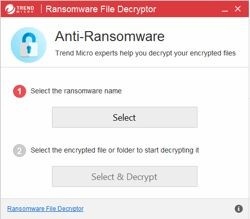 TREND MICRO | Ransomware File Decryptor
Anti-Ransomware
Trend Micro experts help you decrypt your encrypted files
1 Select the ransomware name
Select
2 Select the encrypted file or folder to start decrypting it
Select & Decrypt
Ransomware File Decryptor